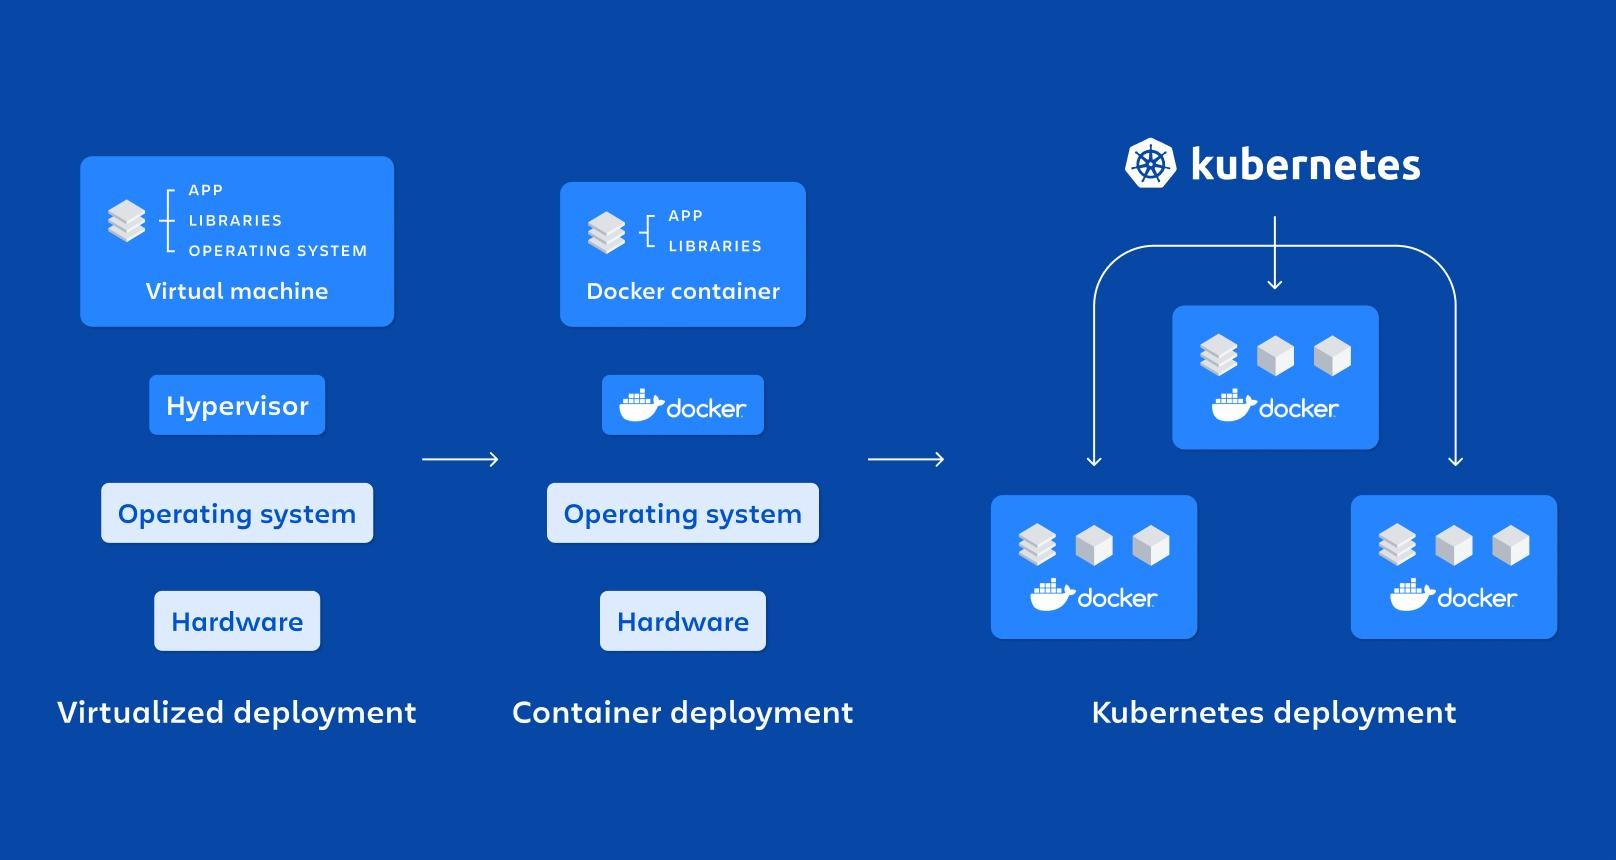 APP
LIBRARIES
OPERATING SYSTEM
Virtual machine
Hypervisor
Operating system
Hardware
Virtualized deployment
APP
LIBRARIES
Docker container
docker
Operating system
Hardware
Container deployment
kubernetes
docker
docker
docker
Kubernetes deployment